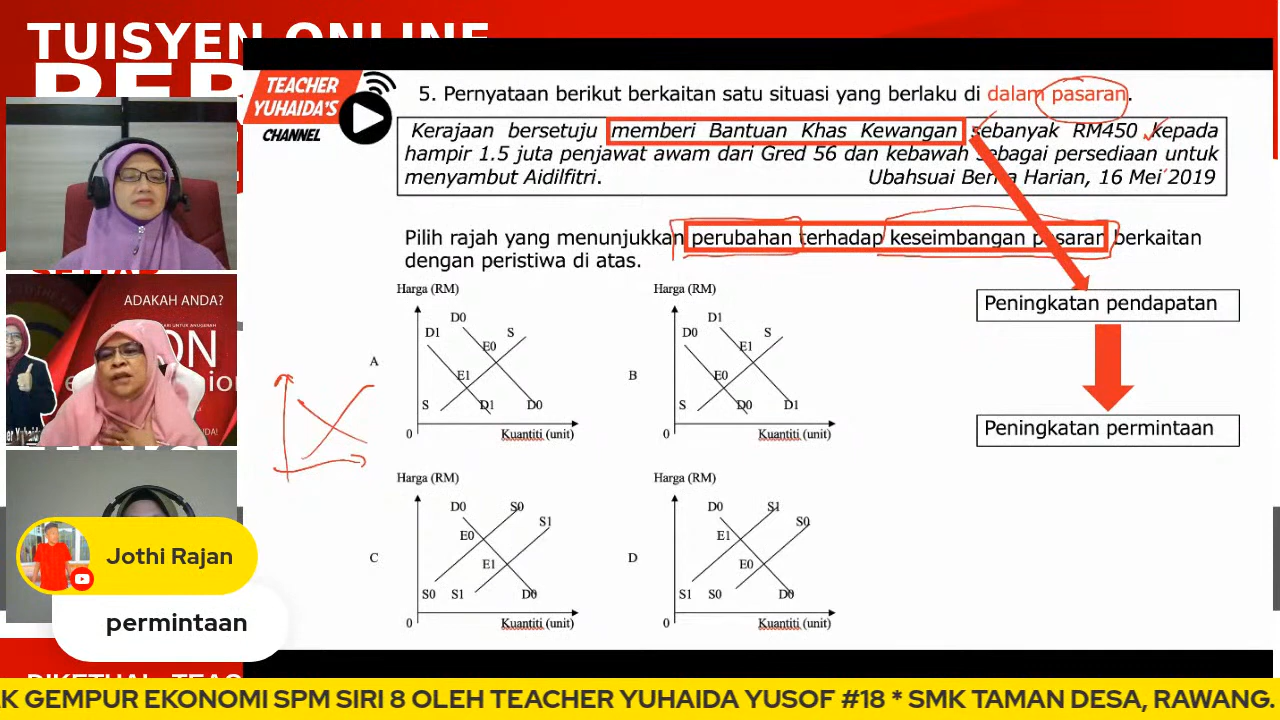 TUISYEN ONLINE
TEACHER
YUHAIDA'S
CHANNEL
5. Pernyataan berikut berkaitan satu situasi yang berlaku di dalam pasaran.
Kerajaan bersetuju memberi Bantuan Khas Kewangan sebanyak RM450 kepada
hampir 1.5 juta penjawat awam dari Gred 56 dan kebawah sebagai persediaan untuk
menyambut Aidilfitri. Ubahsuai Berita Harian, 16 Mei 2019
Pilih rajah yang menunjukkan perubahan terhadap keseimbangan pasaran berkaitan
dengan peristiwa di atas.
Peningkatan pendapatan
Peningkatan permintaan
A
Harga (RM)
D0
D1
S
E0
E1
S
D1
D0
0
Kuantiti (unit)
B
Harga (RM)
D1
D0
S
E1
E0
S
D0
D1
0
Kuantiti (unit)
C
Harga (RM)
D0
S0
S1
E0
E1
S0
S1
D0
0
Kuantiti (unit)
D
Harga (RM)
D0
S1
S0
E1
E0
S1
S0
D0
0
Kuantiti (unit)
ADAKAH ANDA?
Jothi Rajan
permintaan
K GEMPUR EKONOMI SPM SIRI 8 OLEH TEACHER YUHAIDA YUSOF #18 * SMK TAMAN DESA, RAWANG.